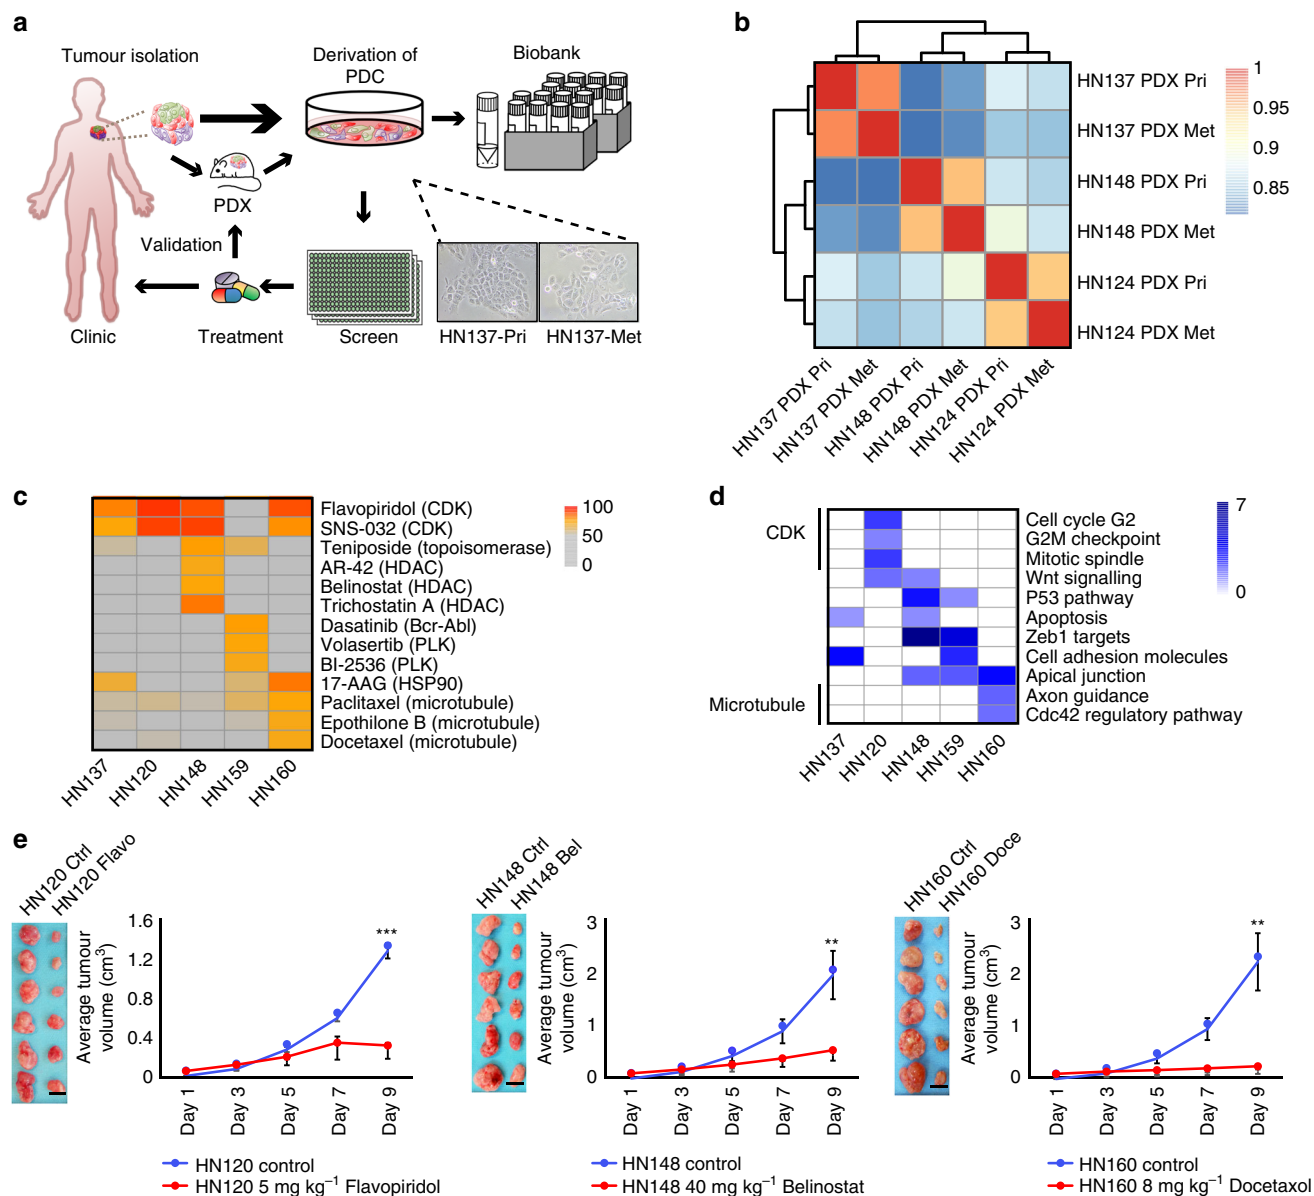 a
Tumour isolation
Derivation of
PDC
Biobank
PDX
Validation
Clinic
Treatment
Screen
HN137-Pri
HN137-Met
b
HN137 PDX Pri
HN137 PDX Met
HN148 PDX Pri
HN148 PDX Met
HN124 PDX Pri
HN124 PDX Met
1
0.95
0.9
0.85
HN137 PDX Pri
HN137 PDX Met
HN148 PDX Pri
HN148 PDX Met
HN124 PDX Pri
HN124 PDX Met
c
Flavopiridol (CDK)
SNS-032 (CDK)
Teniposide (topoisomerase)
AR-42 (HDAC)
Belinostat (HDAC)
Trichostatin A (HDAC)
Dasatinib (Bcr-Abl)
Volasertib (PLK)
BI-2536 (PLK)
17-AAG (HSP90)
Paclitaxel (microtubule)
Epothilone B (microtubule)
Docetaxel (microtubule)
100
50
0
HN137
HN120
HN148
HN159
HN160
d
CDK
Microtubule
Cell cycle G2
G2M checkpoint
Mitotic spindle
Wnt signalling
P53 pathway
Apoptosis
Zeb1 targets
Cell adhesion molecules
Apical junction
Axon guidance
Cdc42 regulatory pathway
7
0
HN137
HN120
HN148
HN159
HN160
e
HN120 Ctrl
HN120 Flavo
Average tumour
volume (cm³)
1.6
1.2
0.8
0.4
0
***
Day 1
Day 3
Day 5
Day 7
Day 9
HN120 control
HN120 5 mg kg⁻¹ Flavopiridol
HN148 Ctrl
HN148 Bel
Average tumour
volume (cm³)
3
2
1
0
**
Day 1
Day 3
Day 5
Day 7
Day 9
HN148 control
HN148 40 mg kg⁻¹ Belinostat
HN160 Ctrl
HN160 Doce
Average tumour
volume (cm³)
3
2
1
0
**
Day 1
Day 3
Day 5
Day 7
Day 9
HN160 control
HN160 8 mg kg⁻¹ Docetaxol